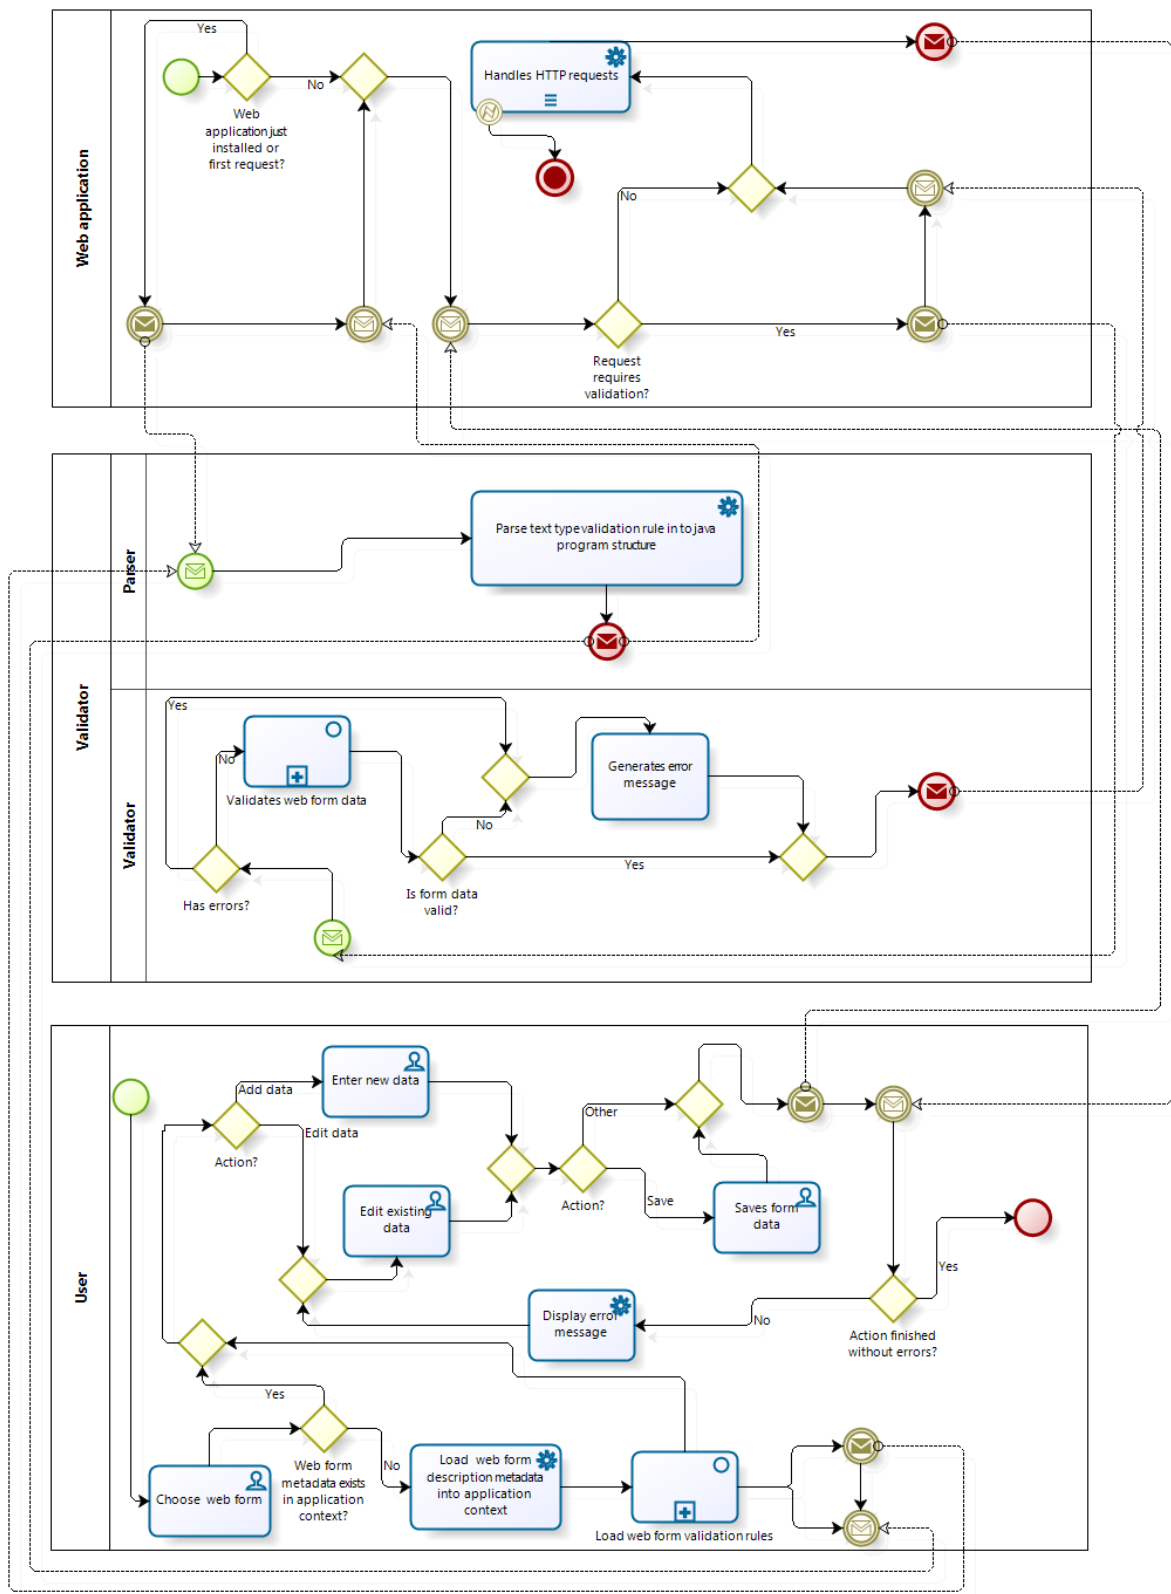 Web application
Yes
No
Web
application just
installed or
first request?
Handles HTTP requests
No
Yes
Request
requires
validation?
Validator
Parser
Parse text type validation rule in to java
program structure
Validator
Yes
No
Validates web form data
Has errors?
No
Is form data
valid?
Yes
Generates error
message
User
Add data
Enter new data
Edit data
Action?
Edit existing
data
Other
Action?
Save
Saves form
data
Yes
No
Display error
message
Action finished
without errors?
Yes
Choose web form
Web form
metadata exists
in application
context?
No
Load web form
description metadata
into application
context
Load web form validation rules